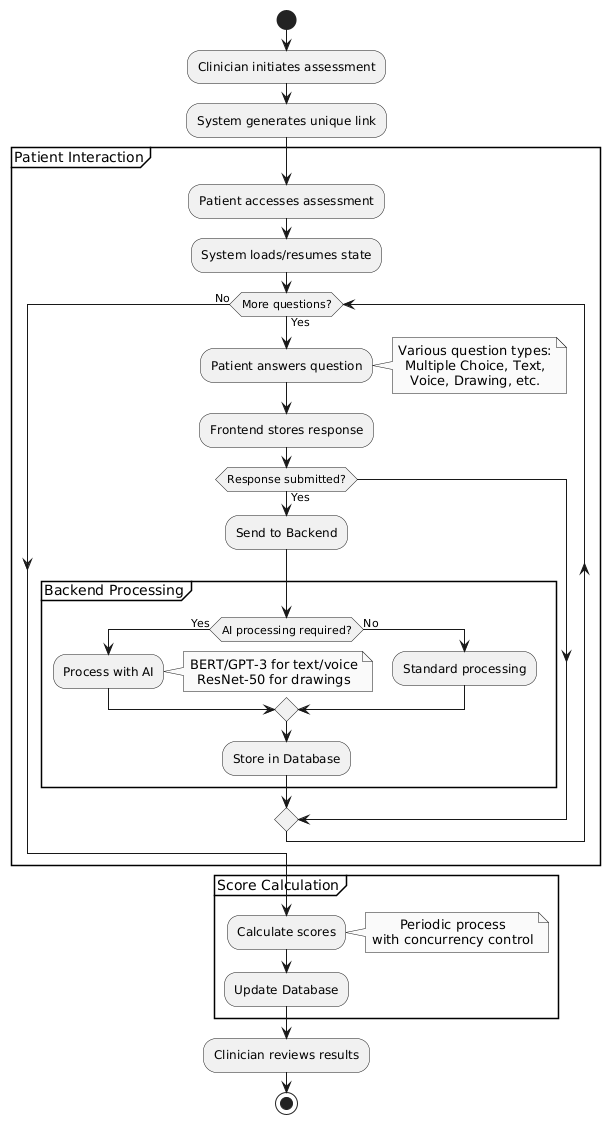 Clinician initiates assessment
System generates unique link
Patient Interaction
Patient accesses assessment
System loads/resumes state
No
More questions?
Yes
Patient answers question
Various question types:
Multiple Choice, Text,
Voice, Drawing, etc.
Frontend stores response
Response submitted?
Yes
Send to Backend
Backend Processing
Yes
AI processing required?
No
Process with AI
BERT/GPT-3 for text/voice
ResNet-50 for drawings
Standard processing
Store in Database
Score Calculation
Calculate scores
Periodic process
with concurrency control
Update Database
Clinician reviews results